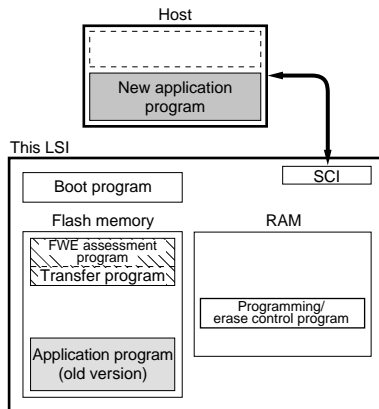 Host
New application
program
This LSI
SCI
Boot program
Flash memory
RAM
FWE assessment
program
Transfer program
Programming/
erase control program
Application program
(old version)